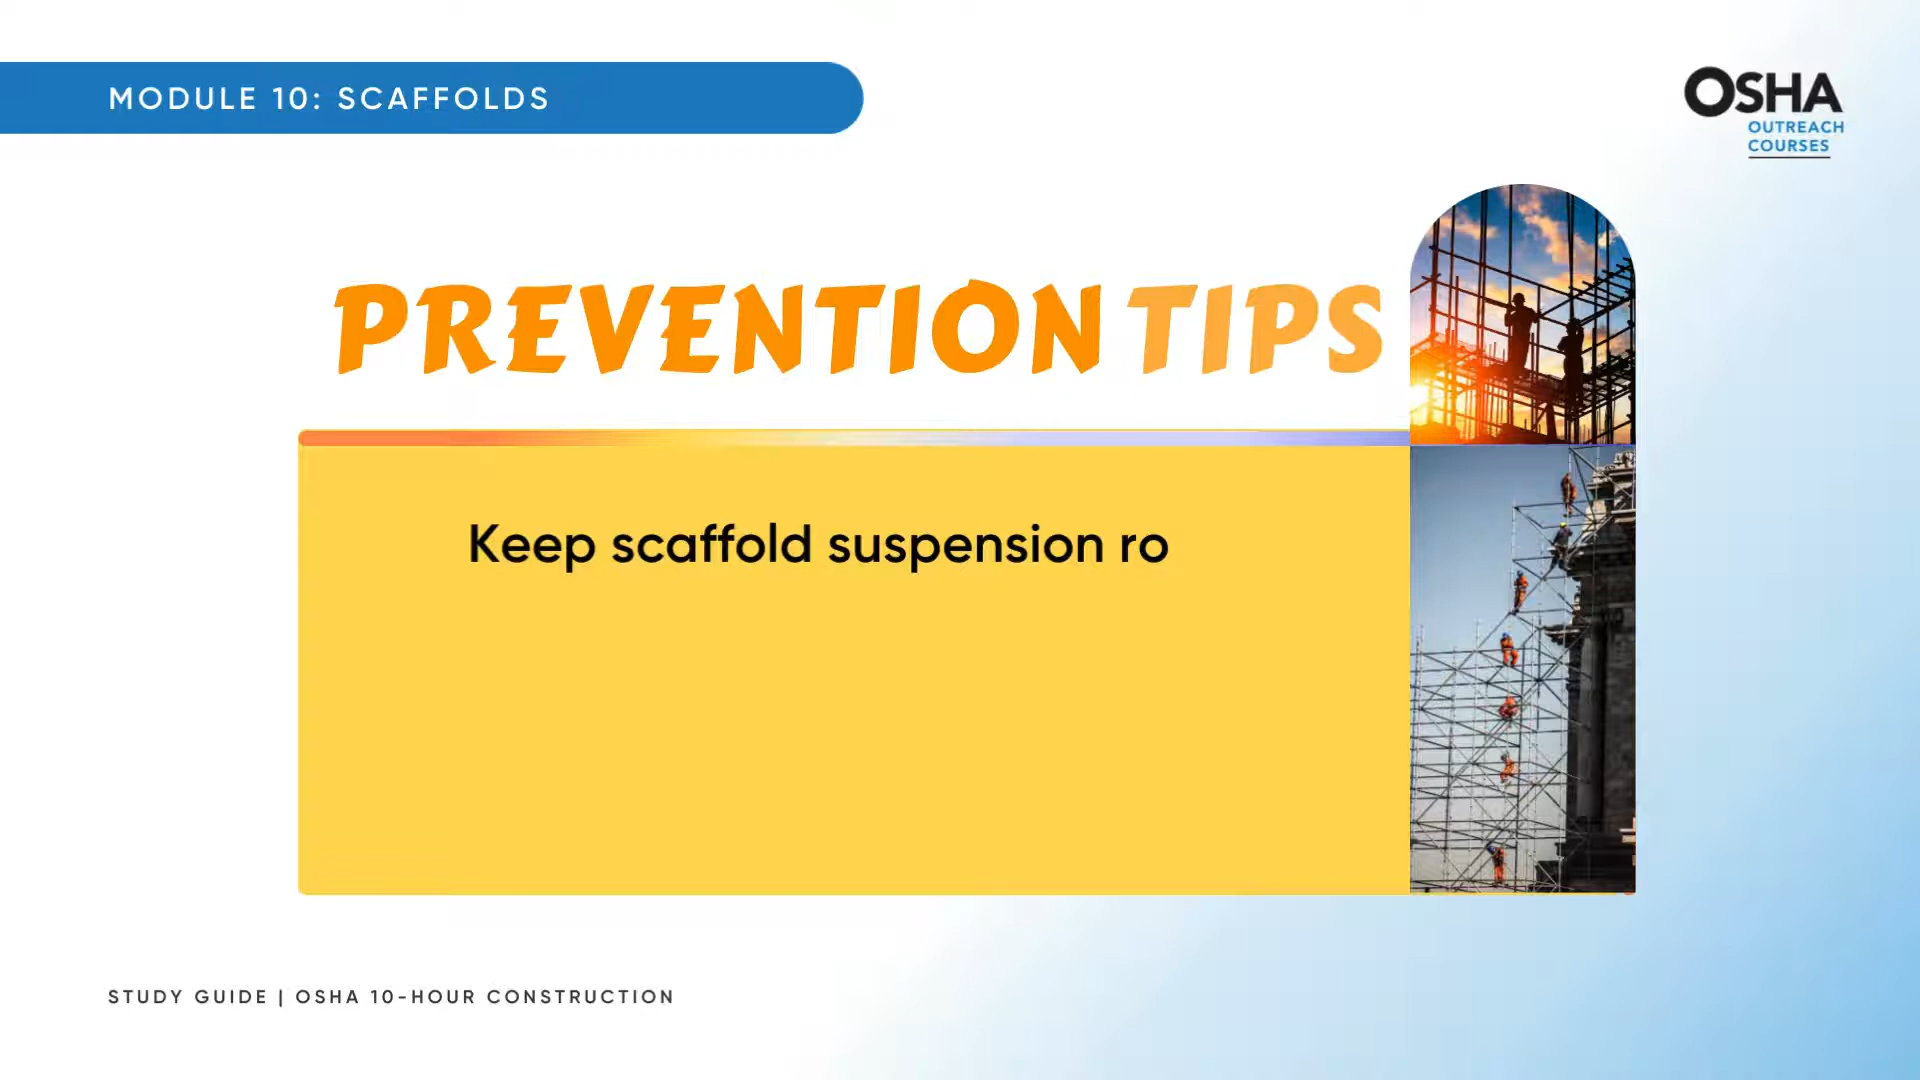 MODULE 10: SCAFFOLDS
OSHA
OUTREACH
COURSES
PREVENTION TIPS
Keep scaffold suspension ro
STUDY GUIDE | OSHA 10-HOUR CONSTRUCTION